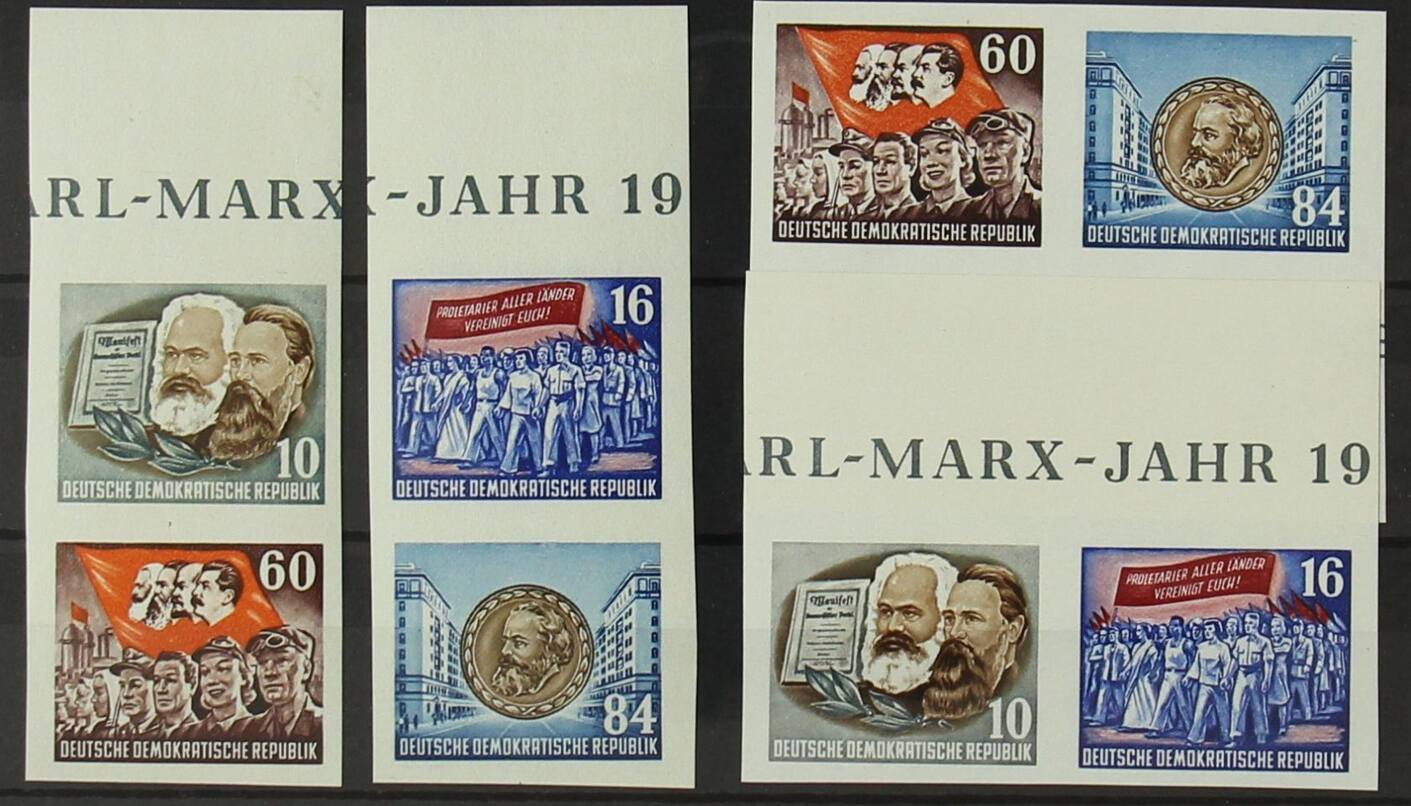 ARL-MARX
10
DEUTSCHE DEMOKRATISCHE REPUBLIK
60
DEUTSCHE DEMOKRATISCHE REPUBLIK
-JAHR 19
PROLETARIER ALLER LÄNDER
VEREINIGT EUCH!
16
DEUTSCHE DEMOKRATISCHE REPUBLIK
84
DEUTSCHE DEMOKRATISCHE REPUBLIK
60
DEUTSCHE DEMOKRATISCHE REPUBLIK
84
DEUTSCHE DEMOKRATISCHE REPUBLIK
ARL-MARX-JAHR 19
Manifest
10
DEUTSCHE DEMOKRATISCHE REPUBLIK
PROLETARIER ALLER LÄNDER
VEREINIGT EUCH!
16
DEUTSCHE DEMOKRATISCHE REPUBLIK